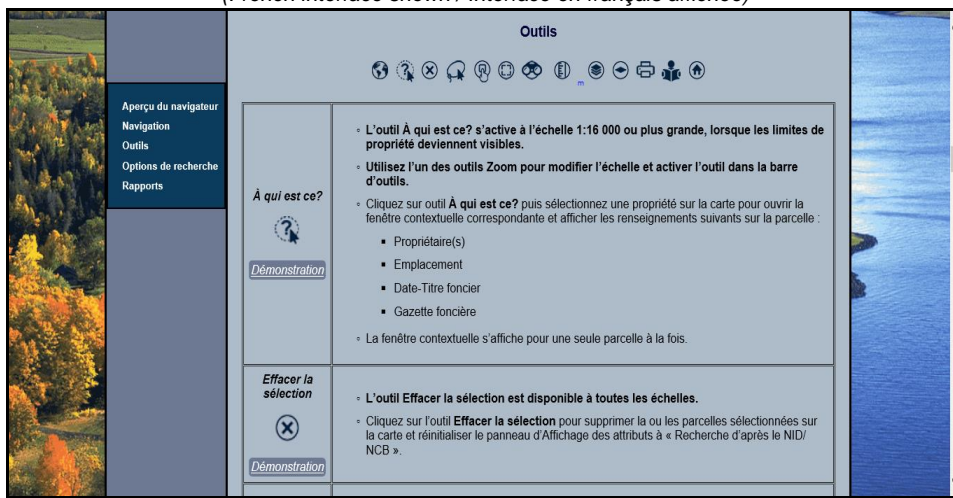 (French interface shown / Interface en français affichée)
Outils
m
Aperçu du navigateur
Navigation
Outils
Options de recherche
Rapports
À qui est ce?
Démonstration
◦ L'outil À qui est ce? s'active à l'échelle 1:16 000 ou plus grande, lorsque les limites de
propriété deviennent visibles.
◦ Utilisez l'un des outils Zoom pour modifier l'échelle et activer l'outil dans la barre
d'outils.
◦ Cliquez sur outil À qui est ce? puis sélectionnez une propriété sur la carte pour ouvrir la
fenêtre contextuelle correspondante et afficher les renseignements suivants sur la parcelle :
▪ Propriétaire(s)
▪ Emplacement
▪ Date-Titre foncier
▪ Gazette foncière
◦ La fenêtre contextuelle s'affiche pour une seule parcelle à la fois.
Effacer la
sélection
Démonstration
◦ L'outil Effacer la sélection est disponible à toutes les échelles.
◦ Cliquez sur l'outil Effacer la sélection pour supprimer la ou les parcelles sélectionnées sur
la carte et réinitialiser le panneau d'Affichage des attributs à « Recherche d'après le NID/
NCB ».